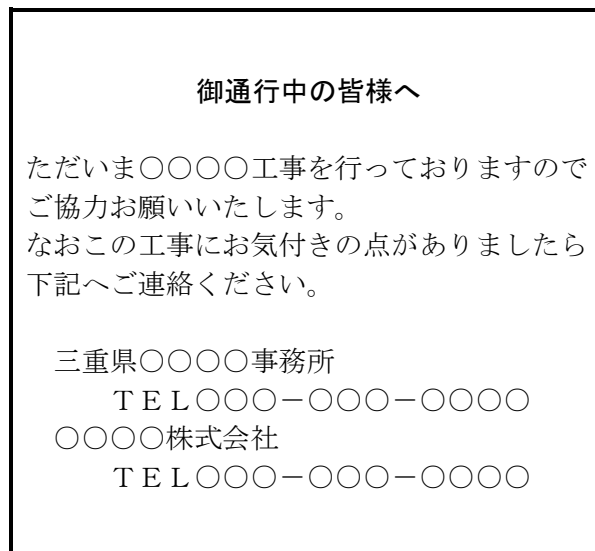 御通行中の皆様へ
ただいま○○○○工事を行っておりますので
ご協力お願いいたします。
なおこの工事にお気付きの点がありましたら
下記へご連絡ください。
三重県○○○○事務所
ＴＥＬ○○○－○○○－○○○○
○○○○株式会社
ＴＥＬ○○○－○○○－○○○○